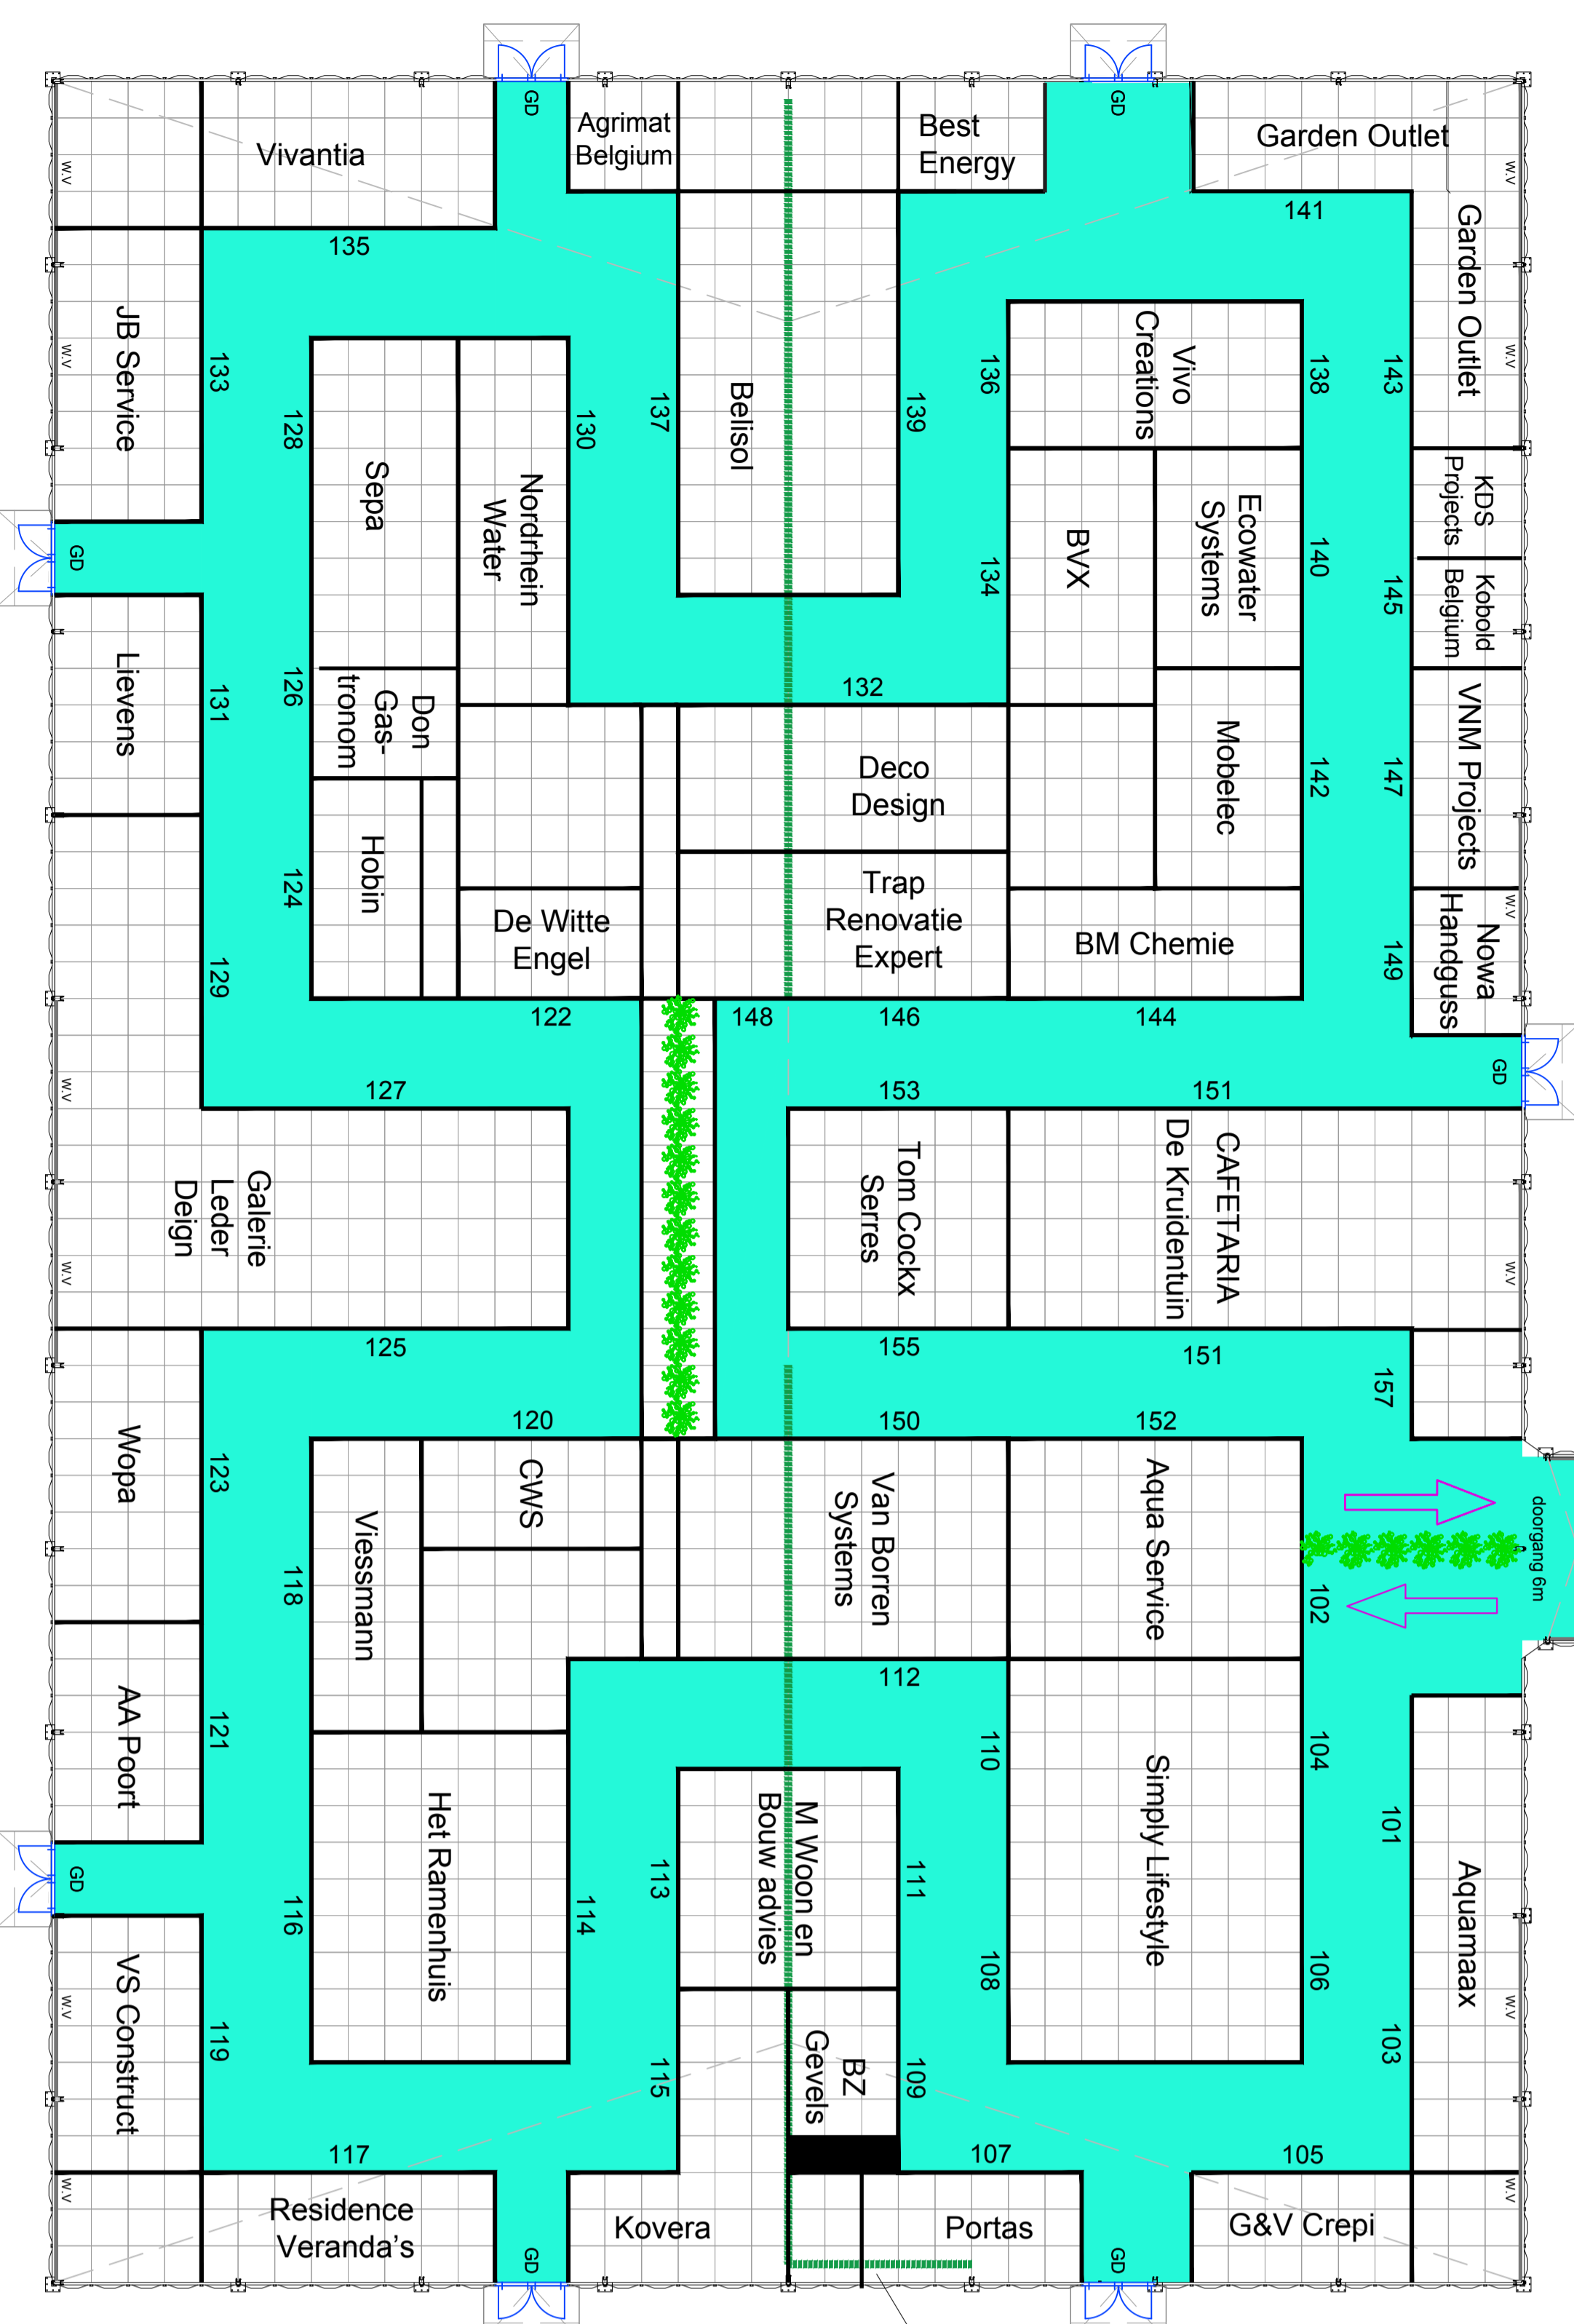 GD
GD
Agrimat
Belgium
Best
Energy
Garden Outlet
Vivantia
W.V
W.V
141
135
Garden Outlet
JB Service
W.V
W.V
133
128
Sepa
Nordrhein
Water
130
137
Belisol
139
136
Vivo
Creations
138
143
KDS
Projects
GD
BVX
134
Ecowater
Systems
140
145
Kobold
Belgium
Lievens
131
126
Don
Gas-
tronom
132
VNM Projects
Deco
Design
Mobelec
142
147
Hobin
124
De Witte
Engel
Trap
Renovatie
Expert
BM Chemie
149
Nowa
Handguss
W.V
129
122
148
146
144
GD
W.V
127
153
151
Galerie
Leder
Deign
W.V
Tom Cockx
Serres
CAFETARIA
De Kruidentuin
W.V
125
155
151
157
120
150
152
Wopa
123
CWS
Viessmann
118
Van Borren
Systems
Aqua Service
102
doorgang 6m
AA Poort
121
112
110
104
101
Simply Lifestyle
M Woon en
Bouw advies
113
111
Het Ramenhuis
116
114
108
106
Aquamaax
GD
VS Construct
W.V
W.V
119
115
BZ
Gevels
109
103
117
107
105
W.V
W.V
Residence
Veranda's
Kovera
Portas
G&V Crepi
GD
GD